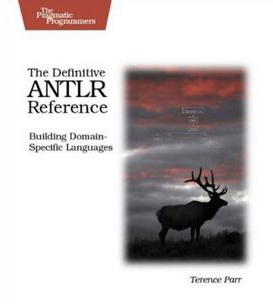 The
Pragmatic
Programmers
The Definitive
ANTLR
Reference
Building Domain-
Specific Languages
Terence Parr